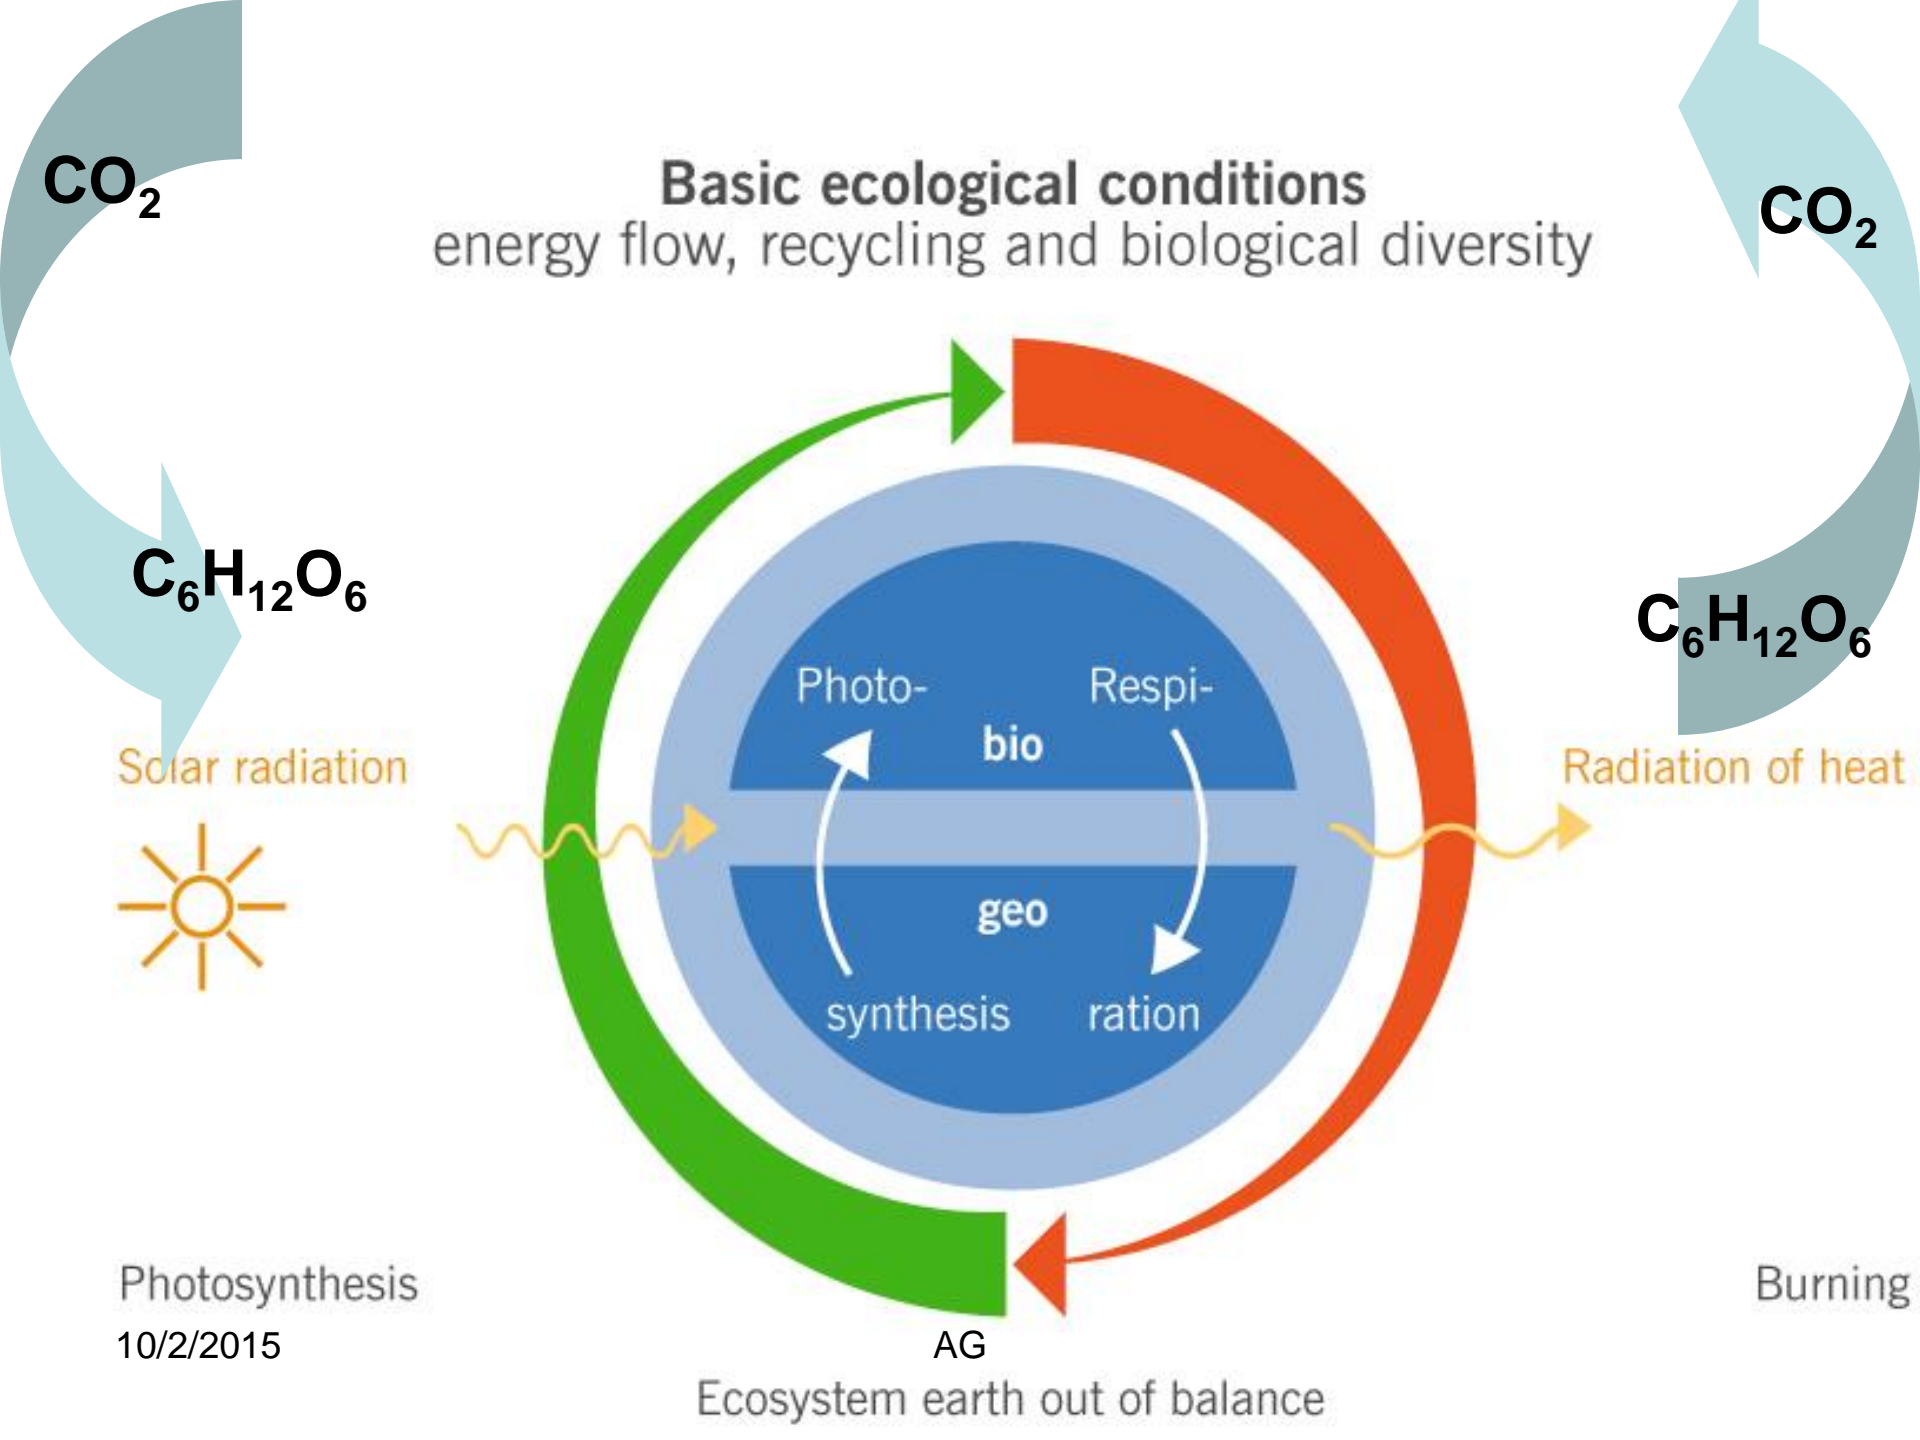 CO₂
CO₂
Basic ecological conditions
energy flow, recycling and biological diversity
C₆H₁₂O₆
C₆H₁₂O₆
Photo-
Respi-
bio
Solar radiation
Radiation of heat
geo
synthesis
ration
Photosynthesis
Burning
10/2/2015
AG
Ecosystem earth out of balance